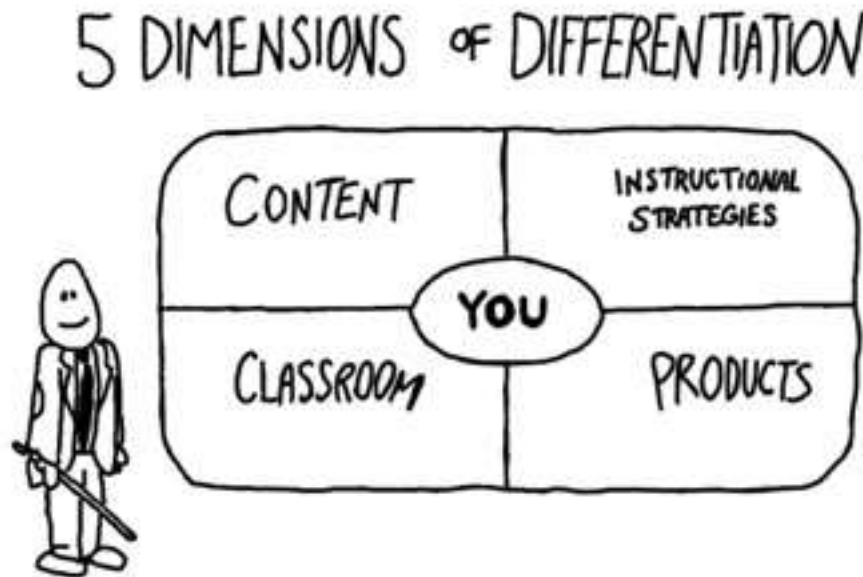 5 DIMENSIONS OF DIFFERENTIATION
CONTENT
INSTRUCTIONAL
STRATEGIES
YOU
CLASSROOM
PRODUCTS